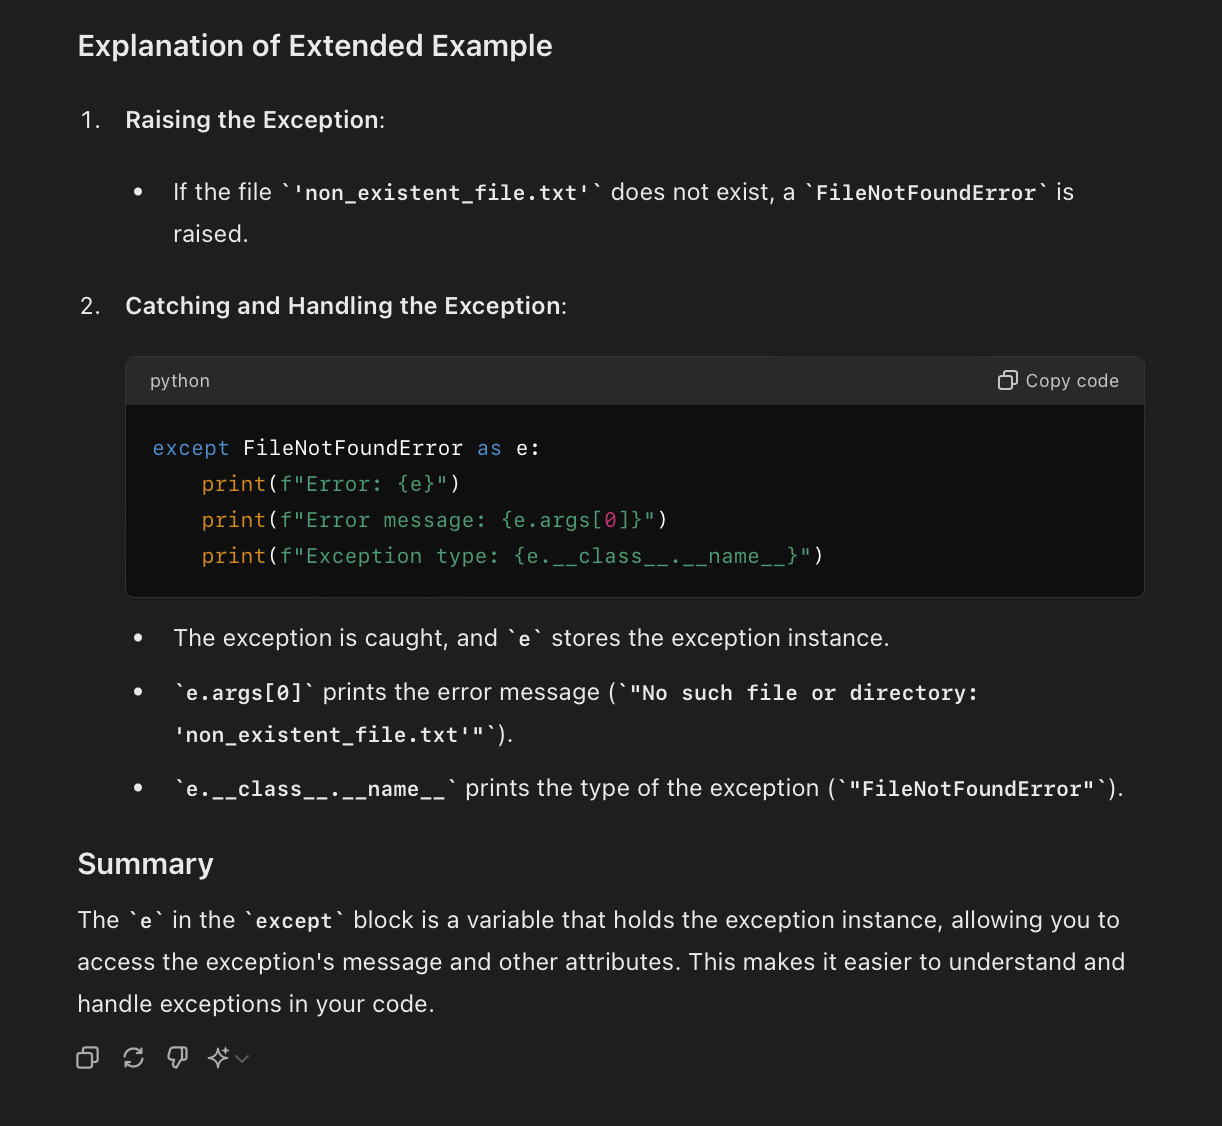 Explanation of Extended Example
1. Raising the Exception:
• If the file `'non_existent_file.txt'` does not exist, a `FileNotFoundError` is
raised.
2. Catching and Handling the Exception:
python Copy code
except FileNotFoundError as e:
    print(f"Error: {e}")
    print(f"Error message: {e.args[0]}")
    print(f"Exception type: {e.__class__.__name__}")
• The exception is caught, and `e` stores the exception instance.
• `e.args[0]` prints the error message (`"No such file or directory:
'non_existent_file.txt'"`).
• `e.__class__.__name__` prints the type of the exception (`"FileNotFoundError"`).
Summary
The `e` in the `except` block is a variable that holds the exception instance, allowing you to
access the exception's message and other attributes. This makes it easier to understand and
handle exceptions in your code.